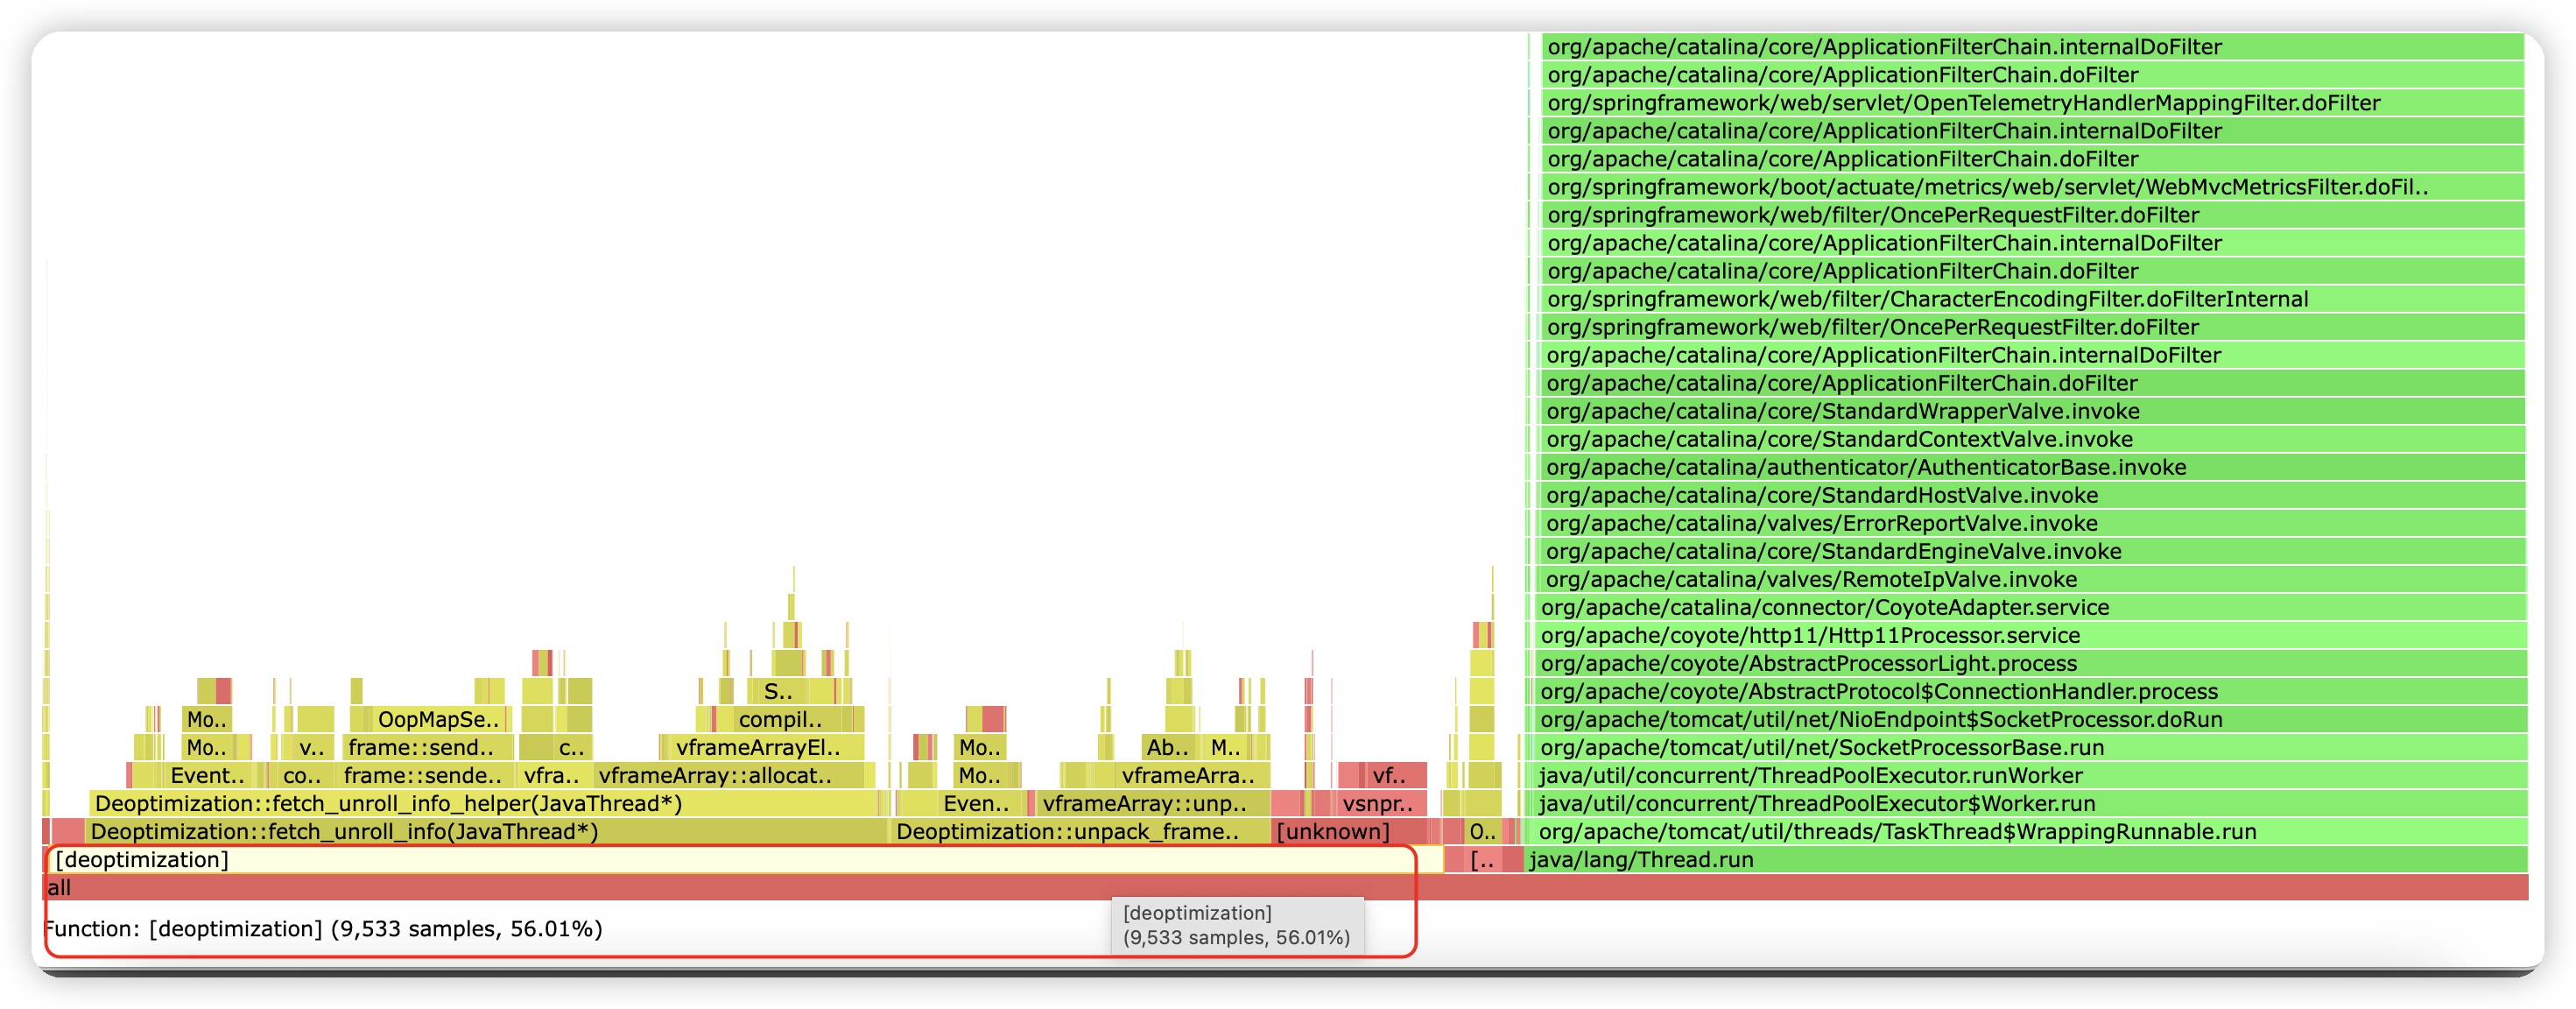 org/apache/catalina/core/ApplicationFilterChain.internalDoFilter
org/apache/catalina/core/ApplicationFilterChain.doFilter
org/springframework/web/servlet/OpenTelemetryHandlerMappingFilter.doFilter
org/apache/catalina/core/ApplicationFilterChain.internalDoFilter
org/apache/catalina/core/ApplicationFilterChain.doFilter
org/springframework/boot/actuate/metrics/web/servlet/WebMvcMetricsFilter.doFil..
org/springframework/web/filter/OncePerRequestFilter.doFilter
org/apache/catalina/core/ApplicationFilterChain.internalDoFilter
org/apache/catalina/core/ApplicationFilterChain.doFilter
org/springframework/web/filter/CharacterEncodingFilter.doFilterInternal
org/springframework/web/filter/OncePerRequestFilter.doFilter
org/apache/catalina/core/ApplicationFilterChain.internalDoFilter
org/apache/catalina/core/ApplicationFilterChain.doFilter
org/apache/catalina/core/StandardWrapperValve.invoke
org/apache/catalina/core/StandardContextValve.invoke
org/apache/catalina/authenticator/AuthenticatorBase.invoke
org/apache/catalina/core/StandardHostValve.invoke
org/apache/catalina/valves/ErrorReportValve.invoke
org/apache/catalina/core/StandardEngineValve.invoke
org/apache/catalina/valves/RemoteIpValve.invoke
org/apache/catalina/connector/CoyoteAdapter.service
org/apache/coyote/http11/Http11Processor.service
org/apache/coyote/AbstractProcessorLight.process
S.. org/apache/coyote/AbstractProtocol$ConnectionHandler.process
Mo.. OopMapSe.. compil.. org/apache/tomcat/util/net/NioEndpoint$SocketProcessor.doRun
Mo.. v.. frame::send.. c.. vframeArrayEl.. Mo.. Ab.. M.. org/apache/tomcat/util/net/SocketProcessorBase.run
Event.. co.. frame::sende.. vfra.. vframeArray::allocat.. Mo.. vframeArra.. vf.. java/util/concurrent/ThreadPoolExecutor.runWorker
Deoptimization::fetch_unroll_info_helper(JavaThread*) Even.. vframeArray::unp.. vsnpr.. java/util/concurrent/ThreadPoolExecutor$Worker.run
Deoptimization::fetch_unroll_info(JavaThread*) Deoptimization::unpack_frame.. [unknown] O.. org/apache/tomcat/util/threads/TaskThread$WrappingRunnable.run
[deoptimization] [.. java/lang/Thread.run
all
[deoptimization]
(9,533 samples, 56.01%)
Function: [deoptimization] (9,533 samples, 56.01%)